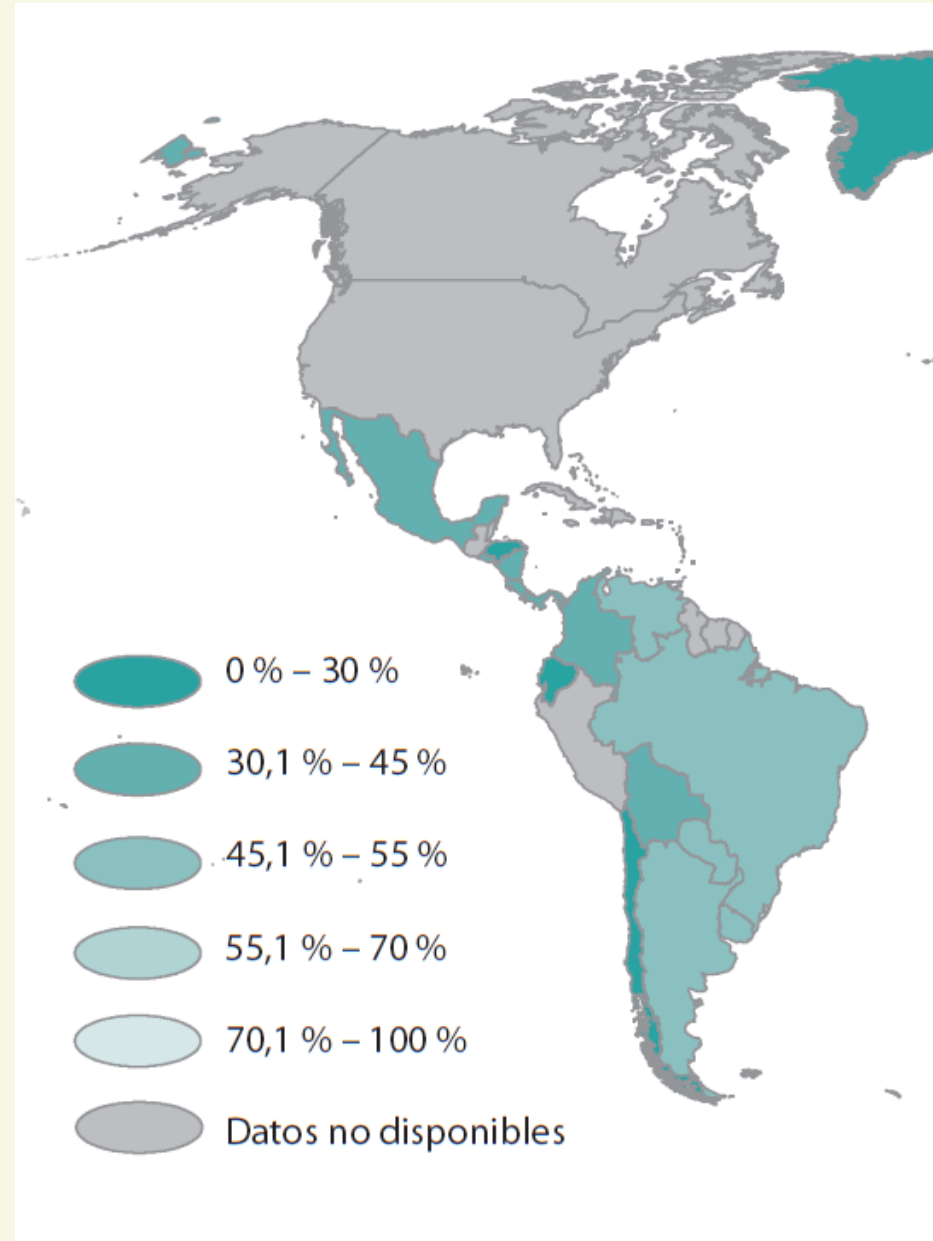 0 % – 30 %
30,1 % – 45 %
45,1 % – 55 %
55,1 % – 70 %
70,1 % – 100 %
Datos no disponibles